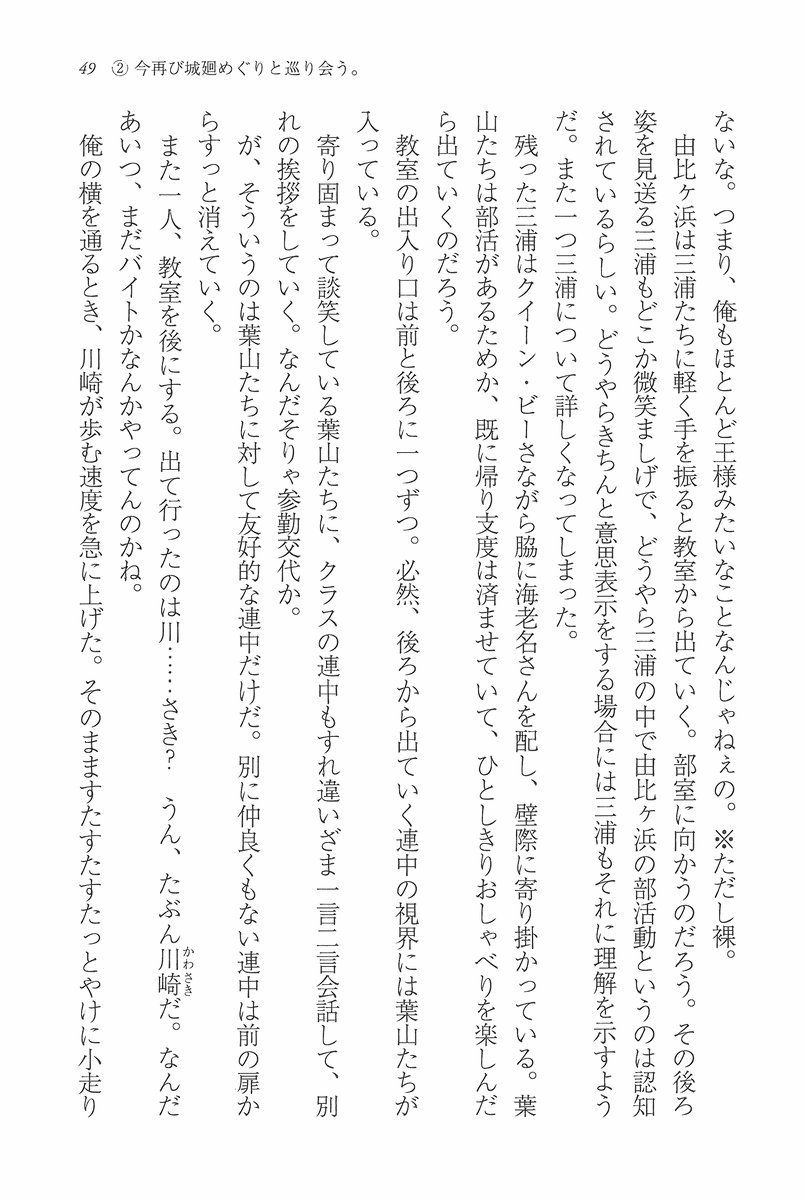 49 ② 今再び城廻めぐりと巡り会う。
ないな。つまり、俺もほとんど王様みたいなことなんじゃねぇの。※ただし裸。
　由比ヶ浜は三浦たちに軽く手を振ると教室から出ていく。部室に向かうのだろう。その後ろ
姿を見送る三浦もどこか微笑ましげで、どうやら三浦の中で由比ヶ浜の部活動というのは認知
されているらしい。どうやらきちんと意思表示をする場合には三浦もそれに理解を示すよう
だ。また一つ三浦について詳しくなってしまった。
　残った三浦はクイーン・ビーさながら脇に海老名さんを配し、壁際に寄り掛かっている。葉
山たちは部活があるためか、既に帰り支度は済ませていて、ひとしきりおしゃべりを楽しんだ
ら出ていくのだろう。
　教室の出入り口は前と後ろに一つずつ。必然、後ろから出ていく連中の視界には葉山たちが
入っている。
　寄り固まって談笑している葉山たちに、クラスの連中もすれ違いざま一言二言会話して、別
れの挨拶をしていく。なんだそりゃ参勤交代か。
　が、そういうのは葉山たちに対して友好的な連中だけだ。別に仲良くもない連中は前の扉か
らすっと消えていく。
　また一人、教室を後にする。出て行ったのは川……さき？　うん、たぶん川崎だ。なんだ
かわさき
あいつ、まだバイトかなんかやってんのかね。
　俺の横を通るとき、川崎が歩む速度を急に上げた。そのまますたすたすたっとやけに小走り